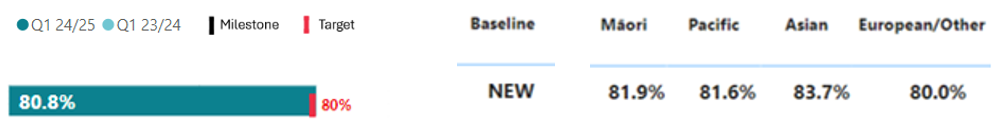 Q1 24/25 Q1 23/24 Milestone Target
Baseline Māori Pacific Asian European/Other
80.8% 80% NEW 81.9% 81.6% 83.7% 80.0%